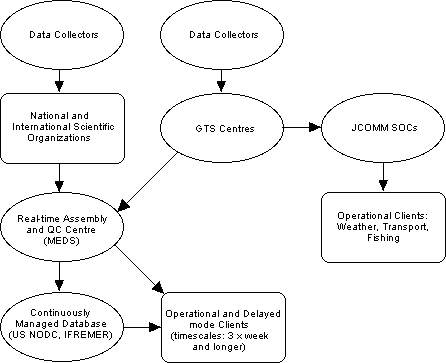 Data Collectors
Data Collectors
National and
International Scientific
Organizations
GTS Centres
JCOMM SOCs
Real-time Assembly
and QC Centre
(MEDS)
Operational Clients:
Weather, Transport,
Fishing
Continuously
Managed Database
(US NODC, IFREMER)
Operational and Delayed
mode Clients
(timescales: 3 x week
and longer)